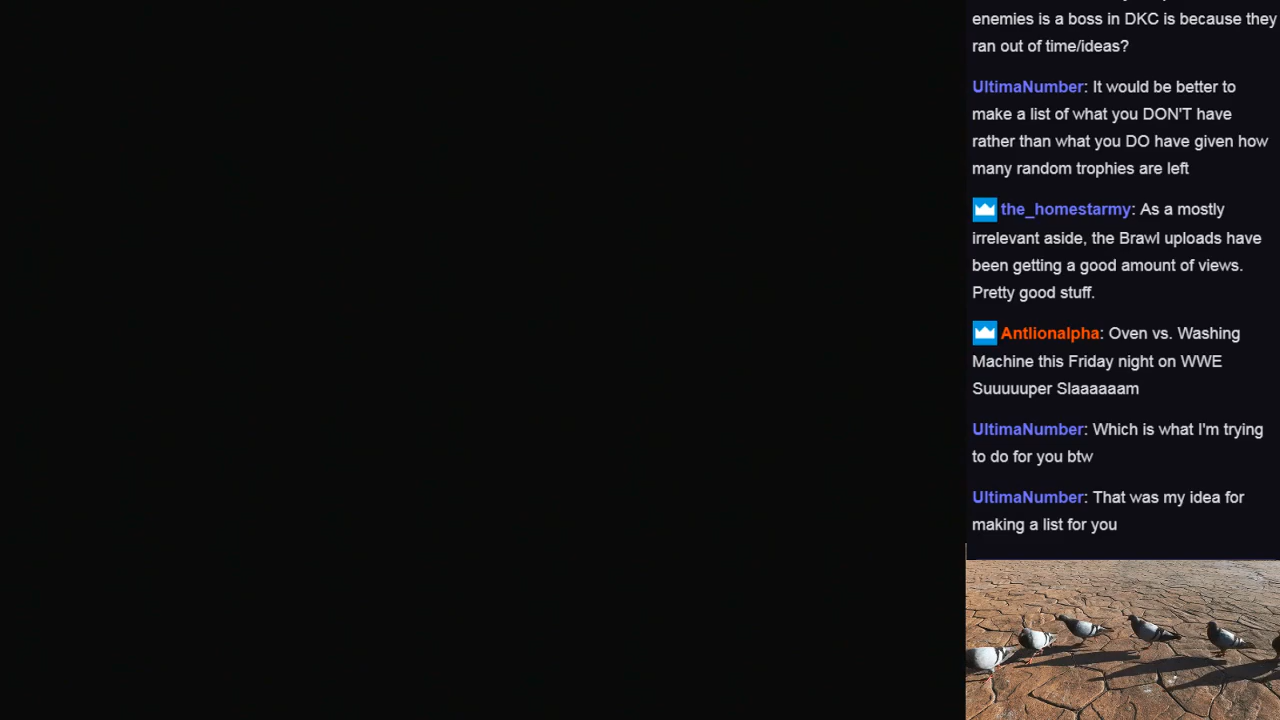 enemies is a boss in DKC is because they
ran out of time/ideas?
UltimaNumber: It would be better to
make a list of what you DON'T have
rather than what you DO have given how
many random trophies are left
the_homestarmy: As a mostly
irrelevant aside, the Brawl uploads have
been getting a good amount of views.
Pretty good stuff.
Antlionalpha: Oven vs. Washing
Machine this Friday night on WWE
Suuuuuper Slaaaaaam
UltimaNumber: Which is what I'm trying
to do for you btw
UltimaNumber: That was my idea for
making a list for you